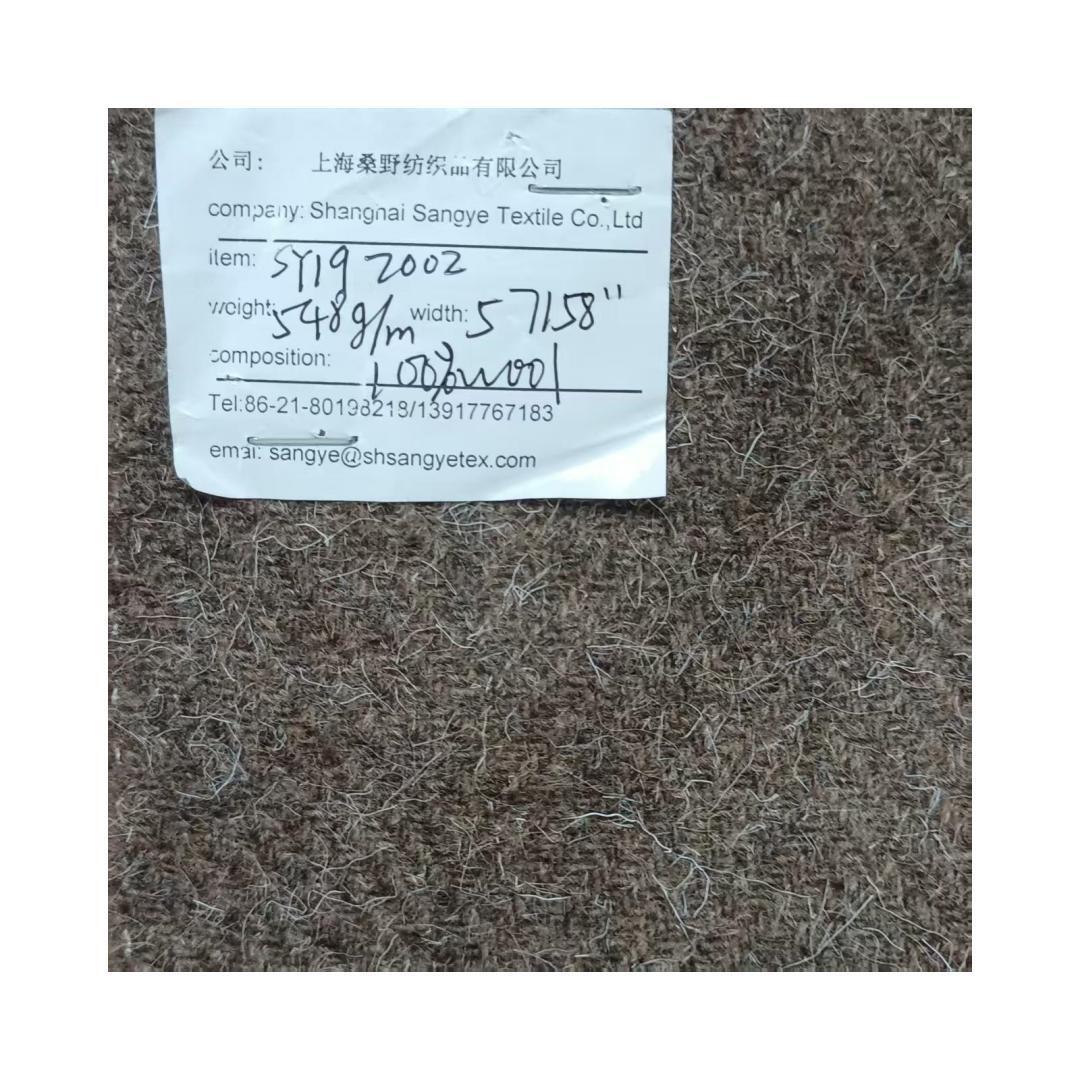 公司: 上海桑野纺织品有限公司
company: Shanghai Sangye Textile Co.,Ltd
item: SY19 2002
weight: 548g/m width: 57/58"
composition: 100%wool
Tel:86-21-80198218/13917767183
email: sangye@shsangyetex.com